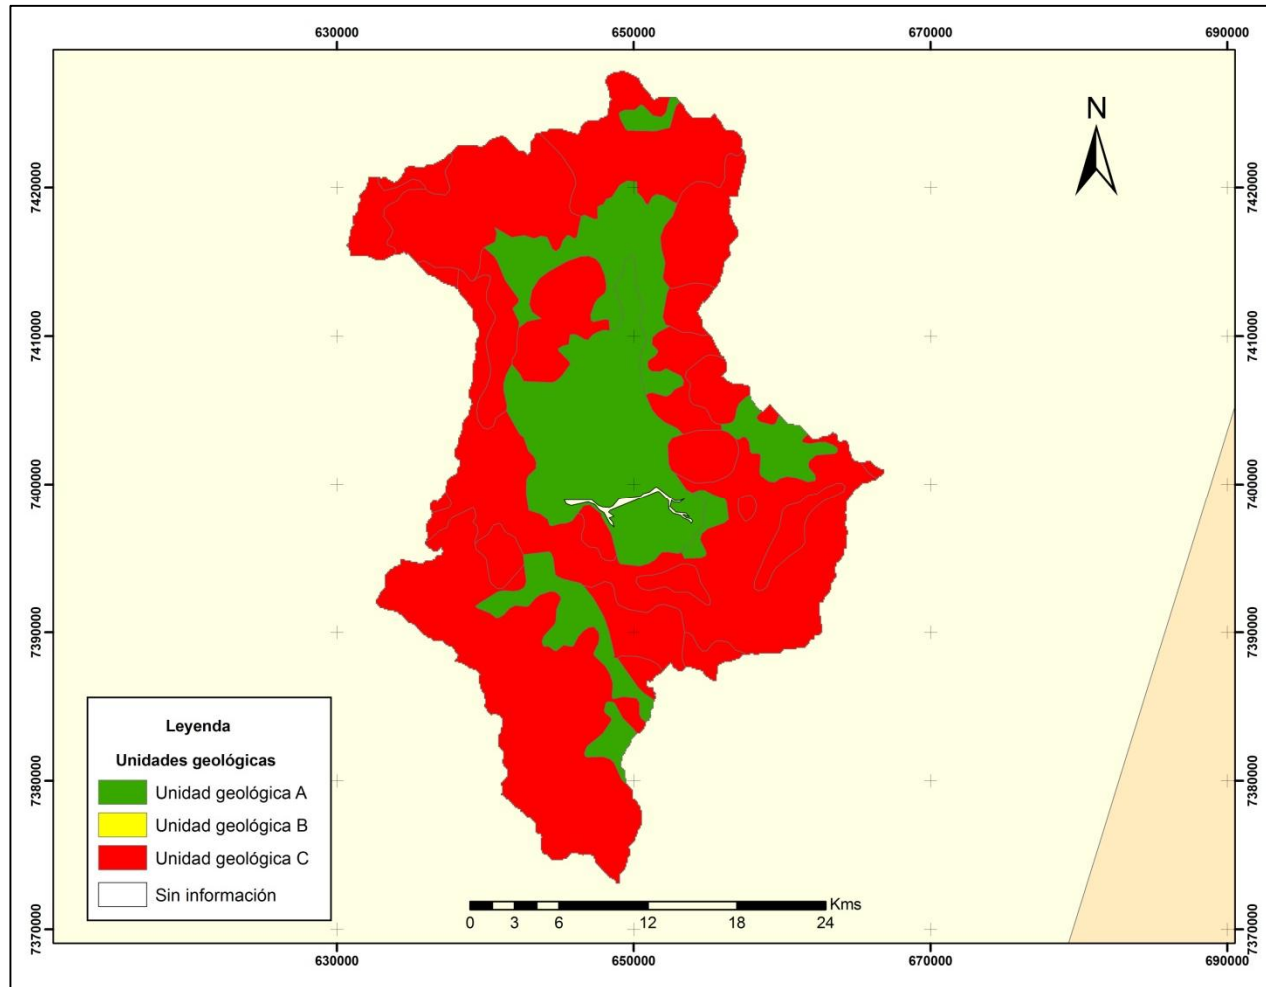 630000 650000 670000 690000
N
7420000 7420000
7410000 7410000
7400000 7400000
7390000 7390000
7380000 7380000
7370000 7370000
Leyenda
Unidades geológicas
Unidad geológica A
Unidad geológica B
Unidad geológica C
Sin información
Kms
0 3 6 12 18 24
630000 650000 670000 690000